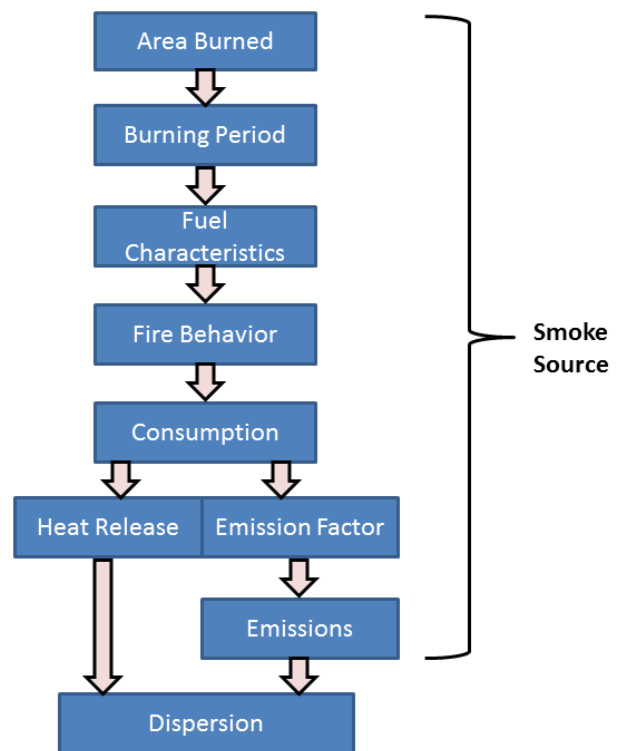 Area Burned
Burning Period
Fuel
Characteristics
Fire Behavior
Consumption
Heat Release
Emission Factor
Emissions
Dispersion
Smoke
Source